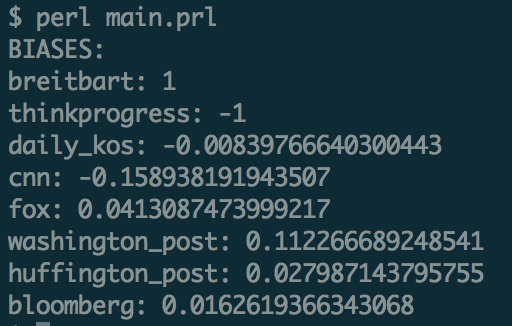 $ perl main.prl
BIASES:
breitbart: 1
thinkprogress: -1
daily_kos: -0.00839766640300443
cnn: -0.158938191943507
fox: 0.0413087473999217
washington_post: 0.112266689248541
huffington_post: 0.027987143795755
bloomberg: 0.0162619366343068